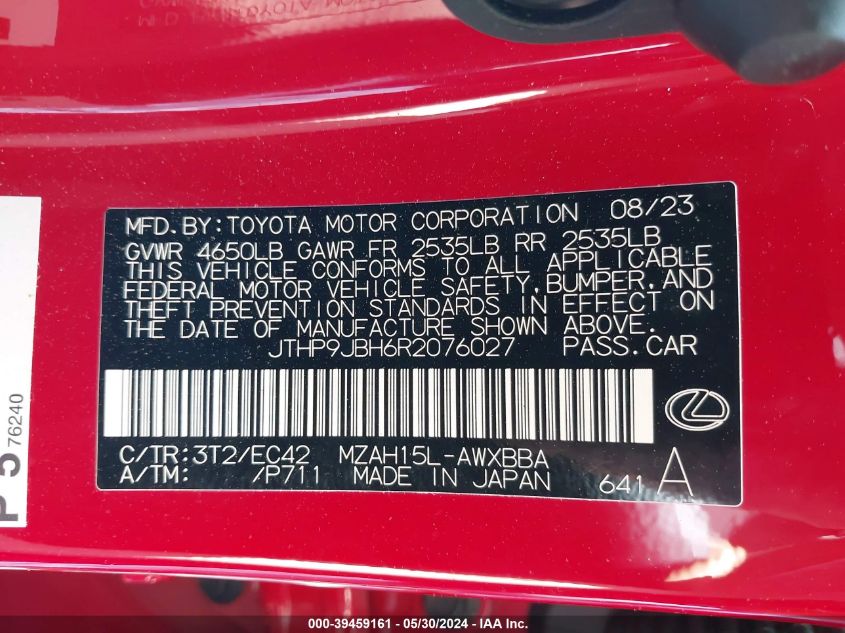 MFD.BY:TOYOTA MOTOR CORPORATION 08/23
GVWR 4650LB GAWR FR 2535LB RR 2535LB
THIS VEHICLE CONFORMS TO ALL APPLICABLE
FEDERAL MOTOR VEHICLE SAFETY,BUMPER,AND
THEFT PREVENTION STANDARDS IN EFFECT ON
THE DATE OF MANUFACTURE SHOWN ABOVE.
JTHP9JBH6R2076027 PASS.CAR
C/TR:3T2/EC42 MZAH15L-AWXBBA
A/TM: /P711 MADE IN JAPAN 641 A
P 5 76240
000-39459161 - 05/30/2024 - IAA Inc.